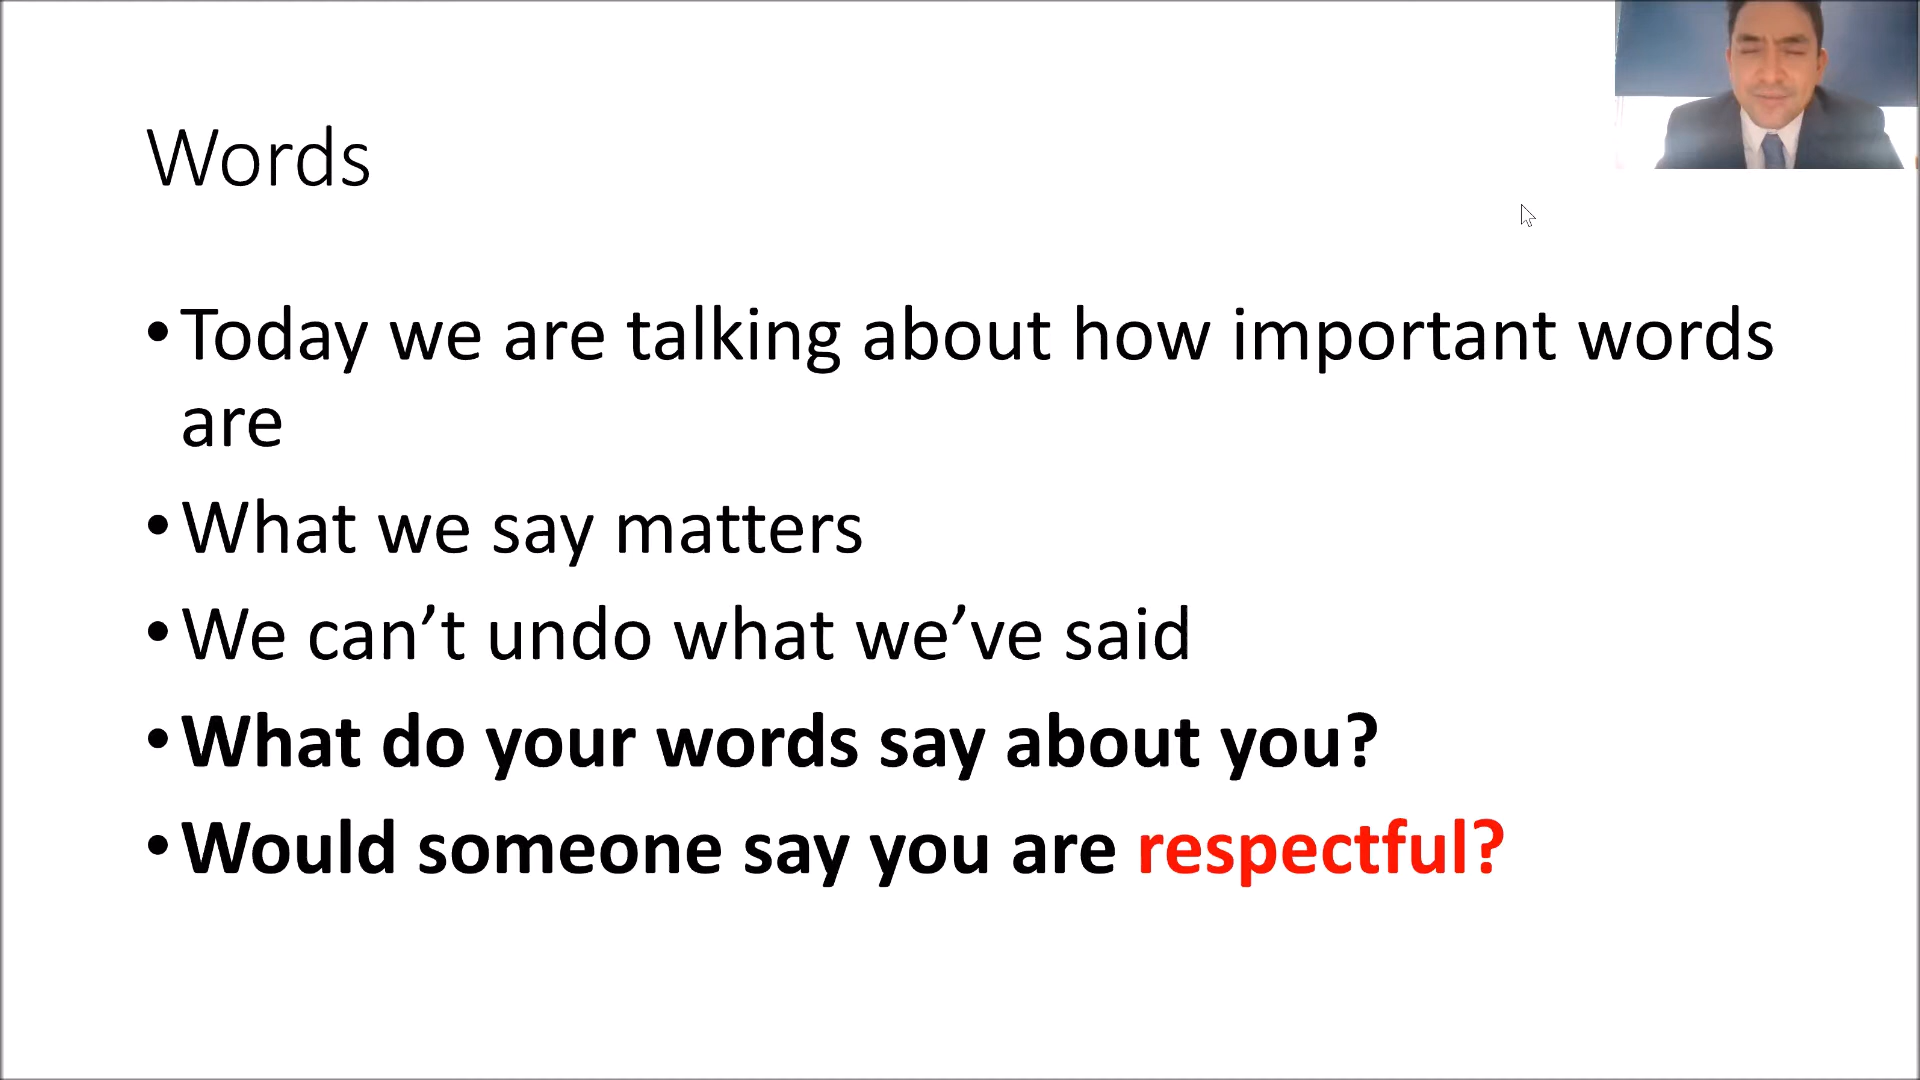 Words
•Today we are talking about how important words
are
•What we say matters
•We can’t undo what we’ve said
•What do your words say about you?
•Would someone say you are respectful?